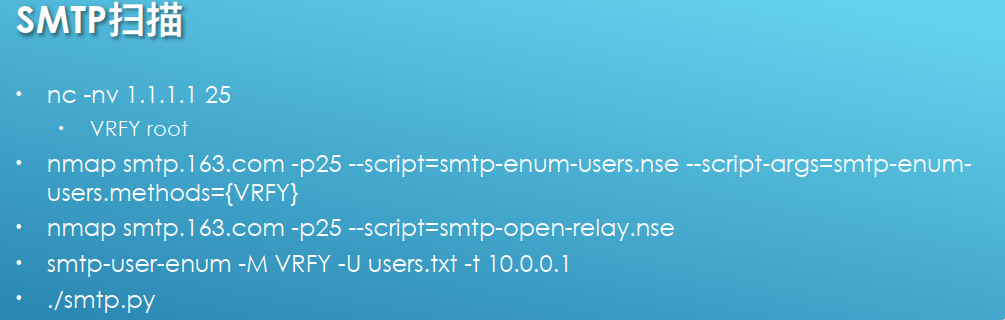 SMTP扫描
• nc -nv 1.1.1.1 25
• VRFY root
• nmap smtp.163.com -p25 --script=smtp-enum-users.nse --script-args=smtp-enum-
users.methods={VRFY}
• nmap smtp.163.com -p25 --script=smtp-open-relay.nse
• smtp-user-enum -M VRFY -U users.txt -t 10.0.0.1
• ./smtp.py